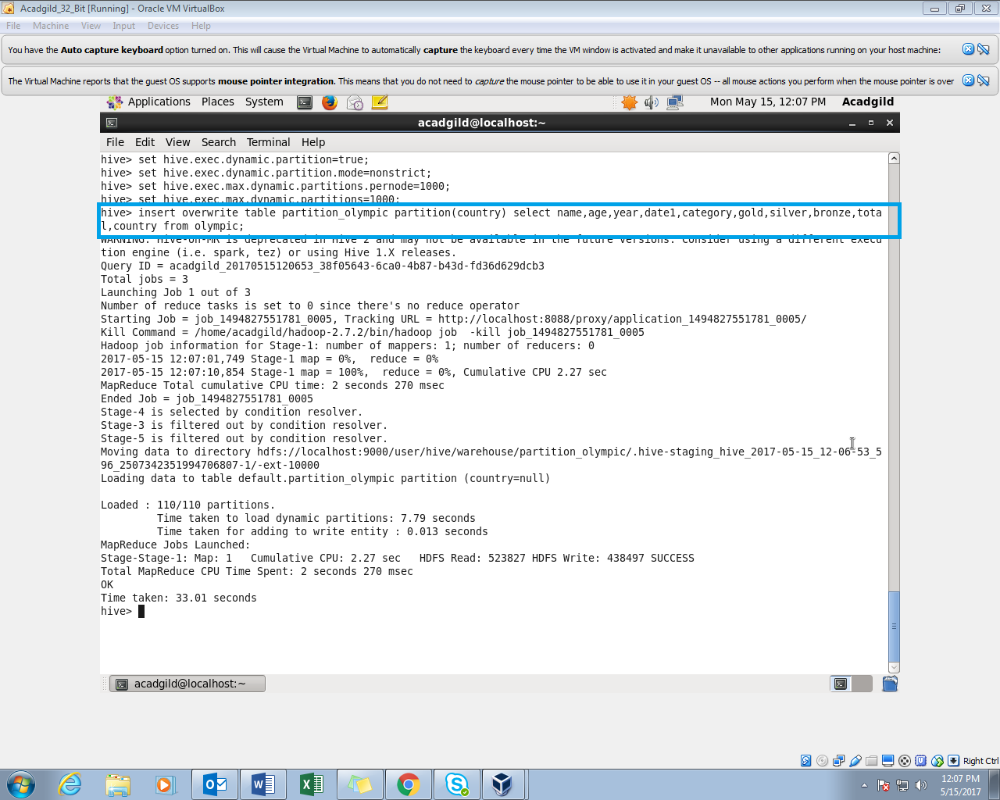 Acadgild_32_Bit [Running] - Oracle VM VirtualBox
File Machine View Input Devices Help
You have the Auto capture keyboard option turned on. This will cause the Virtual Machine to automatically capture the keyboard every time the VM window is activated and make it unavailable to other applications running on your host machine:
The Virtual Machine reports that the guest OS supports mouse pointer integration. This means that you do not need to capture the mouse pointer to be able to use it in your guest OS -- all mouse actions you perform when the mouse pointer is over
Applications Places System Mon May 15, 12:07 PM Acadgild
acadgild@localhost:~
File Edit View Search Terminal Help
hive> set hive.exec.dynamic.partition=true;
hive> set hive.exec.dynamic.partition.mode=nonstrict;
hive> set hive.exec.max.dynamic.partitions.pernode=1000;
hive> set hive.exec.max.dynamic.partitions=1000;
hive> insert overwrite table partition_olympic partition(country) select name,age,year,date1,category,gold,silver,bronze,tota
l,country from olympic;
WARNING: Hive-on-MR is deprecated in Hive 2 and may not be available in the future versions. Consider using a different execu
tion engine (i.e. spark, tez) or using Hive 1.X releases.
Query ID = acadgild_20170515120653_38f05643-6ca0-4b87-b43d-fd36d629dcb3
Total jobs = 3
Launching Job 1 out of 3
Number of reduce tasks is set to 0 since there's no reduce operator
Starting Job = job_1494827551781_0005, Tracking URL = http://localhost:8088/proxy/application_1494827551781_0005/
Kill Command = /home/acadgild/hadoop-2.7.2/bin/hadoop job  -kill job_1494827551781_0005
Hadoop job information for Stage-1: number of mappers: 1; number of reducers: 0
2017-05-15 12:07:01,749 Stage-1 map = 0%,  reduce = 0%
2017-05-15 12:07:10,854 Stage-1 map = 100%,  reduce = 0%, Cumulative CPU 2.27 sec
MapReduce Total cumulative CPU time: 2 seconds 270 msec
Ended Job = job_1494827551781_0005
Stage-4 is selected by condition resolver.
Stage-3 is filtered out by condition resolver.
Stage-5 is filtered out by condition resolver.
Moving data to directory hdfs://localhost:9000/user/hive/warehouse/partition_olympic/.hive-staging_hive_2017-05-15_12-06-53_5
96_2507342351994706807-1/-ext-10000
Loading data to table default.partition_olympic partition (country=null)
Loaded : 110/110 partitions.
Time taken to load dynamic partitions: 7.79 seconds
Time taken for adding to write entity : 0.013 seconds
MapReduce Jobs Launched:
Stage-Stage-1: Map: 1   Cumulative CPU: 2.27 sec   HDFS Read: 523827 HDFS Write: 438497 SUCCESS
Total MapReduce CPU Time Spent: 2 seconds 270 msec
OK
Time taken: 33.01 seconds
hive>
acadgild@localhost:~
Right Ctrl
12:07 PM
5/15/2017